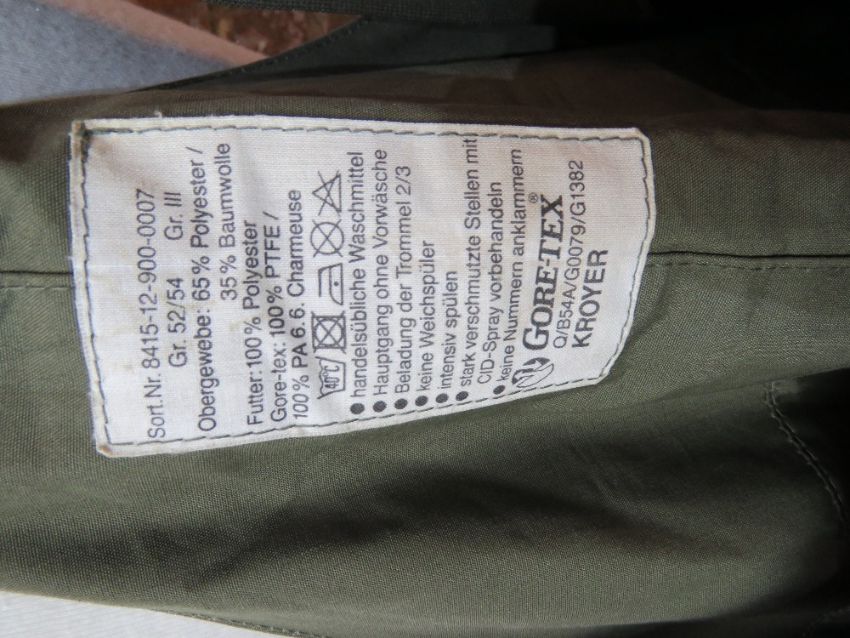 Sort.Nr. 8415-12-900-0007
Gr. 52/54 Gr. III
Obergewebe: 65% Polyester /
35% Baumwolle
Futter: 100% Polyester
Gore-tex: 100% PTFE /
100% PA 6.6. Charmeuse
40°C
• handelsübliche Waschmittel
• Hauptgang ohne Vorwäsche
• Beladung der Trommel 2/3
• keine Weichspüler
• intensiv spülen
• stark verschmutzte Stellen mit
CID-Spray vorbehandeln
• keine Nummern anklammern
GORE-TEX®
Q/B54A/G0079/G1382
KROYER